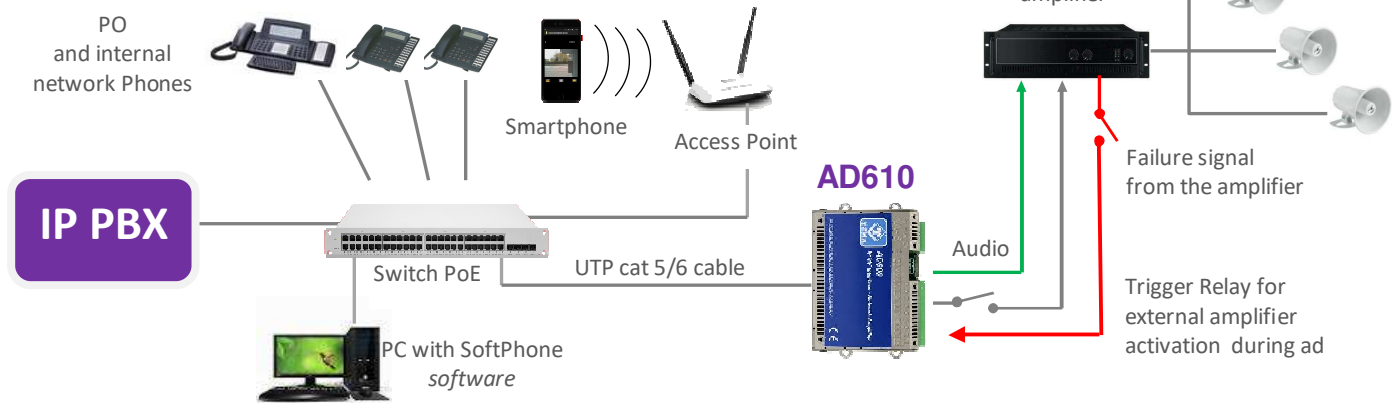 amplifier
PO
and internal
network Phones
Smartphone
Access Point
Failure signal
from the amplifier
AD610
IP PBX
Audio
Switch PoE
UTP cat 5/6 cable
Trigger Relay for
external amplifier
activation during ad
PC with SoftPhone
software